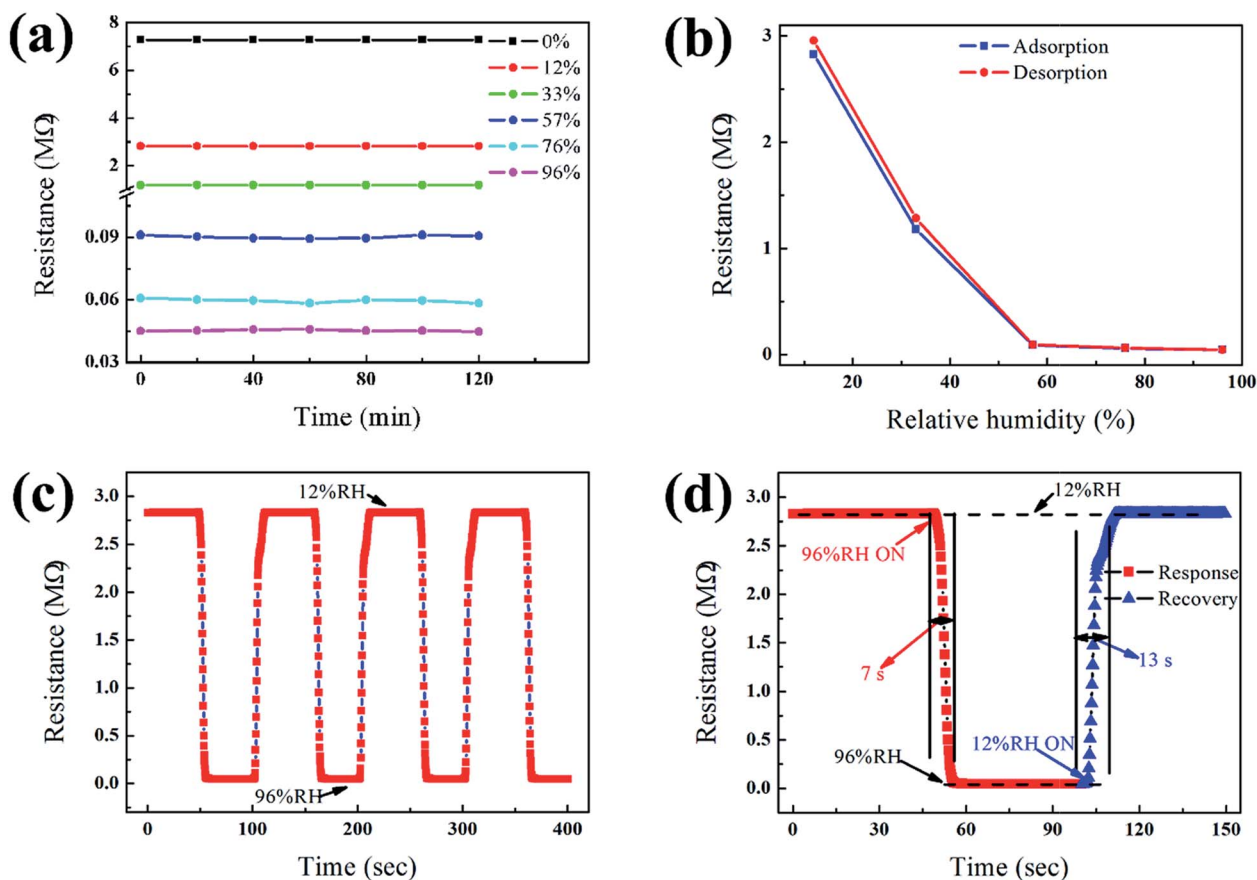 (a)
Resistance (MΩ)
8
6
4
2
0.09
0.06
0.03
0
40
80
120
Time (min)
0%
12%
33%
57%
76%
96%
(b)
Resistance (MΩ)
3
2
1
0
20
40
60
80
100
Relative humidity (%)
Adsorption
Desorption
(c)
Resistance (MΩ)
3.0
2.5
2.0
1.5
1.0
0.5
0.0
0
100
200
300
400
Time (sec)
12%RH
96%RH
(d)
Resistance (MΩ)
3.0
2.5
2.0
1.5
1.0
0.5
0.0
0
30
60
90
120
150
Time (sec)
12%RH
96%RH ON
Response
Recovery
7 s
13 s
96%RH
12%RH ON